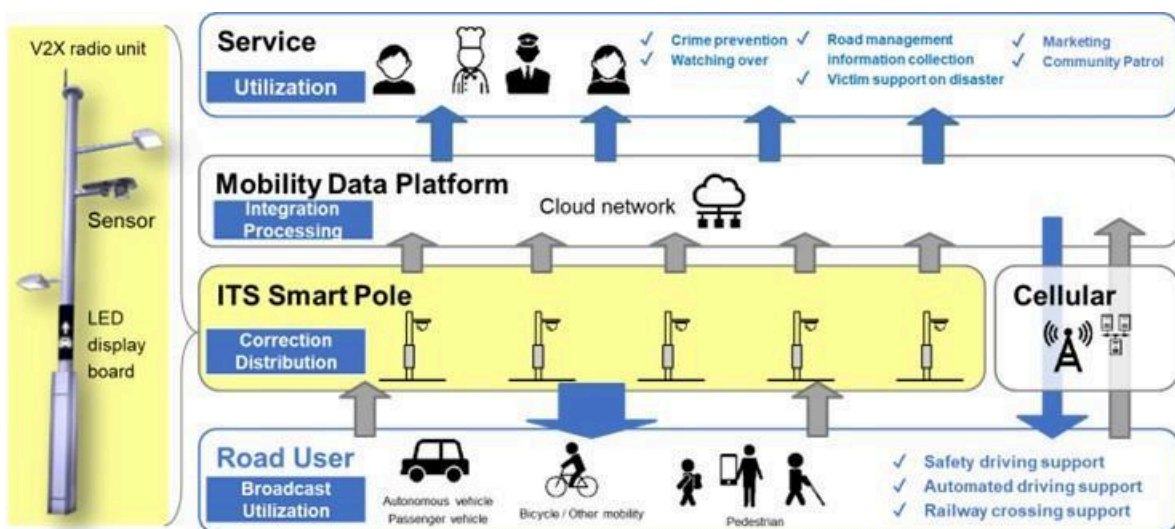 V2X radio unit
Sensor
LED
display
board
Service
Utilization
✓ Crime prevention
✓ Watching over
✓ Road management
information collection
✓ Victim support on disaster
✓ Marketing
✓ Community Patrol
Mobility Data Platform
Integration
Processing
Cloud network
ITS Smart Pole
Correction
Distribution
Cellular
Road User
Broadcast
Utilization
Autonomous vehicle
Passenger vehicle
Bicycle / Other mobility
Pedestrian
✓ Safety driving support
✓ Automated driving support
✓ Railway crossing support